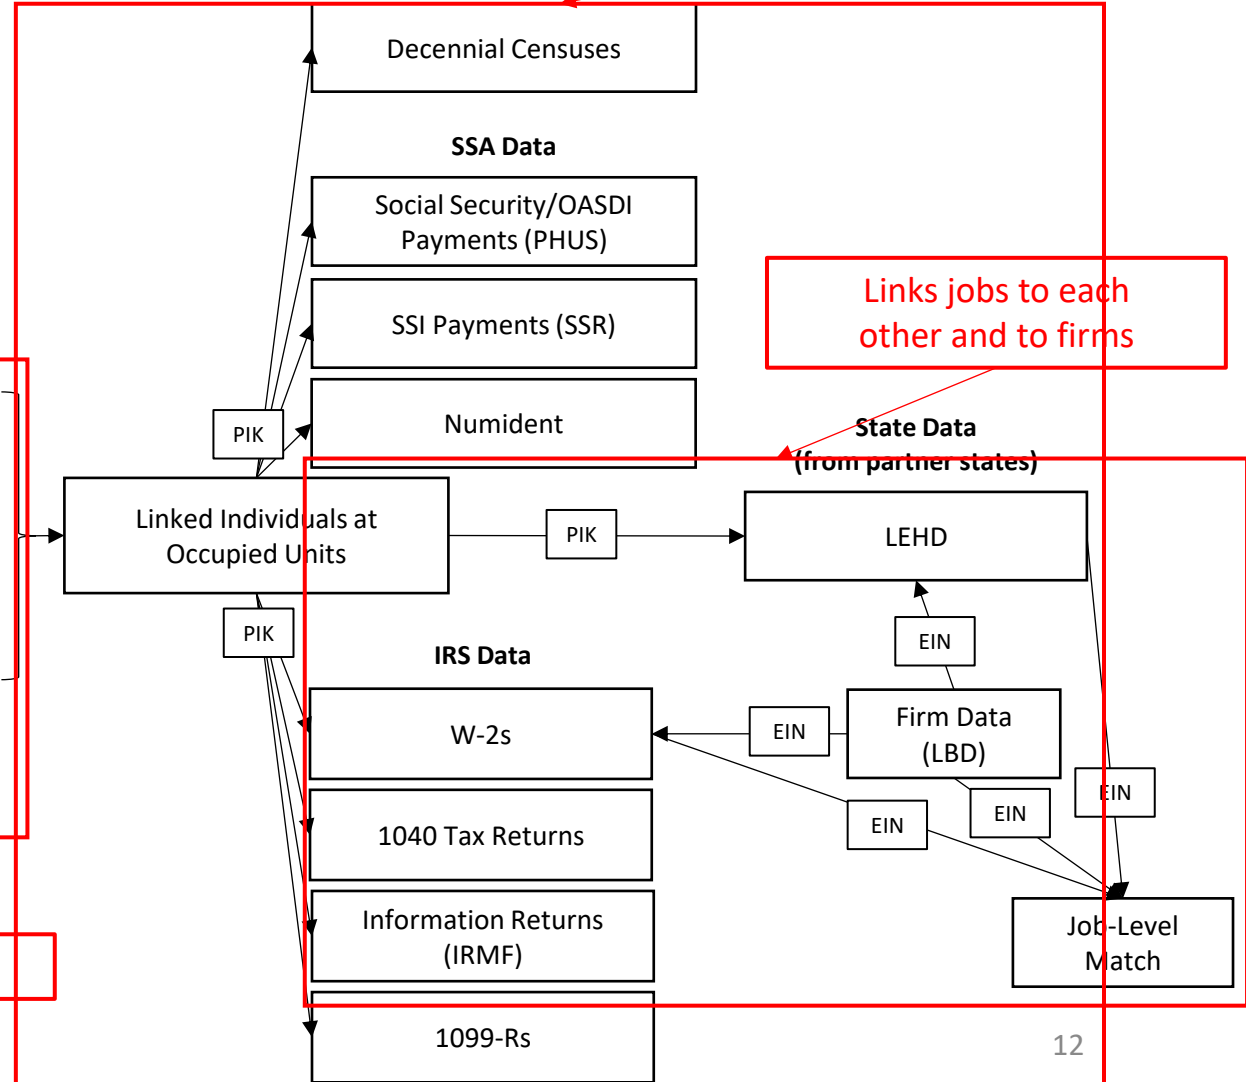 Decennial Censuses
SSA Data
Social Security/OASDI
Payments (PHUS)
SSI Payments (SSR)
Numident
PIK
Links jobs to each
other and to firms
State Data
(from partner states)
Linked Individuals at
Occupied Units
PIK
LEHD
PIK
EIN
IRS Data
W-2s
EIN
Firm Data
(LBD)
EIN
EIN
EIN
1040 Tax Returns
Information Returns
(IRMF)
Job-Level
Match
1099-Rs
12